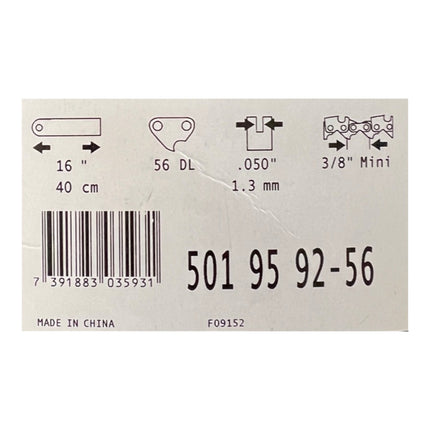 16 " 56 DL .050" 3/8" Mini
40 cm 1.3 mm
501 95 92-56
7 391883 035931
MADE IN CHINA F09152